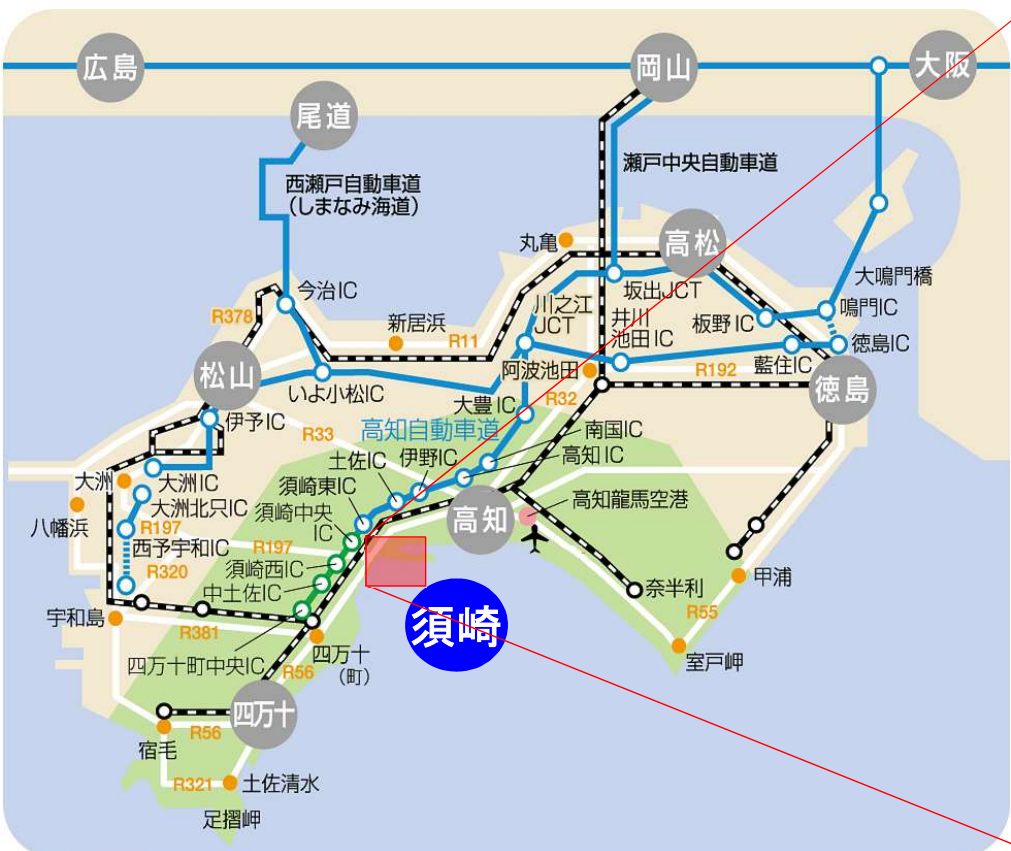 広島
岡山
大阪
尾道
西瀬戸自動車道
(しまなみ海道)
瀬戸中央自動車道
丸亀
高松
大鳴門橋
今治IC
坂出JCT
鳴門IC
川之江
JCT
井川
池田IC
板野IC
R378
新居浜
R11
徳島IC
藍住IC
阿波池田
R192
松山
いよ小松IC
徳島
R32
大豊IC
伊予IC
R33
高知自動車道
南国IC
伊野IC
高知IC
土佐IC
大洲
大洲IC
須崎東IC
高知龍馬空港
大洲北只IC
須崎中央
IC
高知
八幡浜
R197
西予宇和IC
R197
須崎西IC
R320
中土佐IC
甲浦
奈半利
宇和島
須崎
R55
R381
四万十町中央IC
四万十
(町)
室戸岬
R56
四万十
R56
宿毛
R321
土佐清水
足摺岬